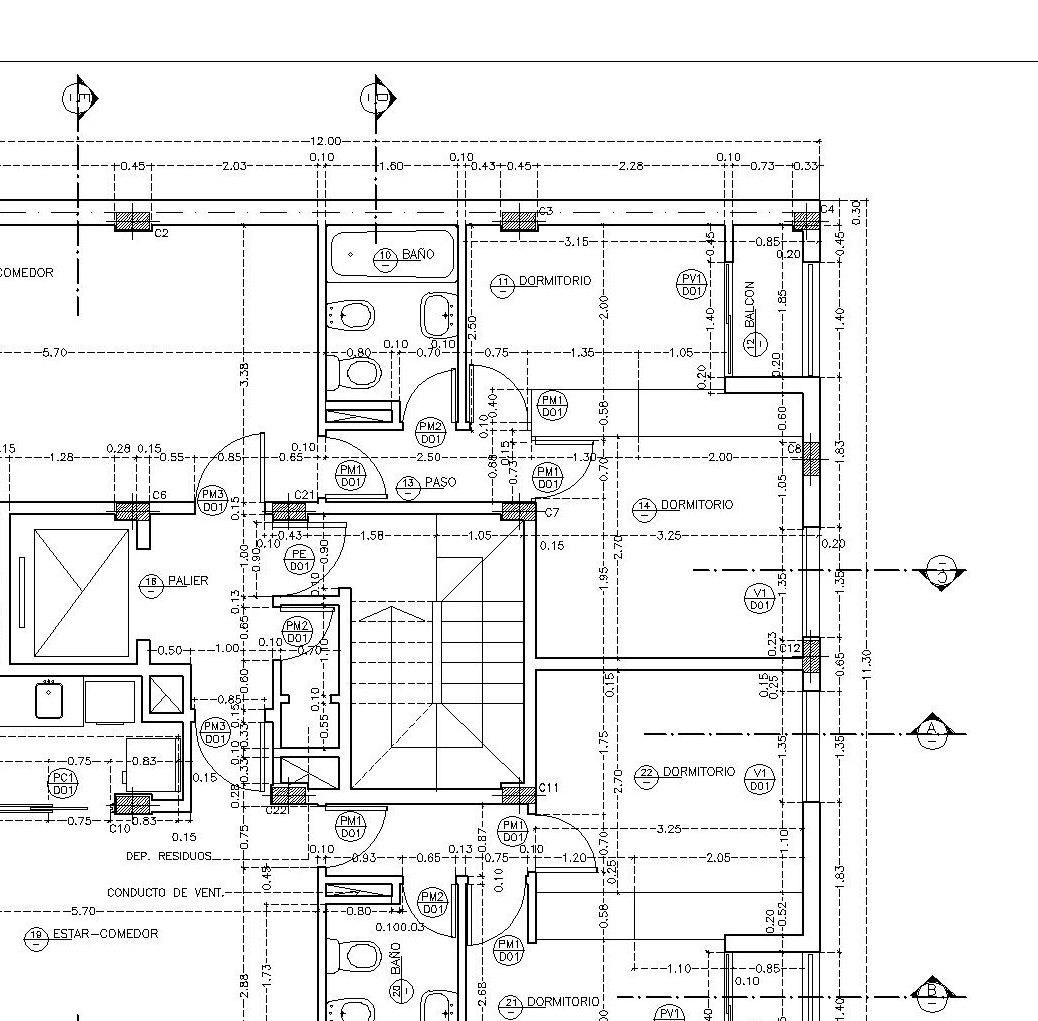 E
D
12.00
0.10
0.10
0.10
0.45
2.03
1.60
0.43
0.45
2.28
0.73
0.33
C2
C3
C4
0.30
COMEDOR
10 BAÑO
3.15
0.45
0.85
0.20
0.45
11 DORMITORIO
PV1
D01
2.00
12 BALCON
1.85
1.40
1.40
2.50
5.70
0.80
0.10
0.70
0.10
0.75
1.35
1.05
0.20
0.20
3.38
PM1
D01
0.40
0.58
0.60
PM2
D01
0.10
.15
1.28
0.28
0.15
0.55
0.85
0.65
0.10
2.50
0.15
1.30
2.00
C8
1.83
PM1
D01
13 PASO
0.88
0.73
PM1
D01
0.70
1.05
C6
PM3
D01
0.15
C21
C7
14 DORMITORIO
0.10
0.43
1.58
1.05
0.15
3.25
0.20
2.70
PE
D01
0.90
0.90
1.00
18 PALIER
0.10
1.95
1.35
1.35
C
V1
D01
0.13
PM2
D01
0.65
0.50
1.00
0.10
0.70
1.10
0.23
C12
0.65
11.30
0.60
0.15
0.15
0.25
0.85
0.10
PM3
D01
0.15
0.33
0.55
1.75
1.35
1.35
A
0.10
0.75
0.83
0.15
0.33
PC1
D01
2.70
22 DORMITORIO
V1
D01
0.28
C22
C11
0.75
0.83
C10
0.15
0.75
PM1
D01
PM1
D01
0.87
3.25
1.10
DEP. RESIDUOS
0.10
0.93
0.65
0.13
0.75
0.10
1.20
0.70
2.05
0.25
0.45
0.10
1.83
CONDUCTO DE VENT.
PM2
D01
5.70
0.80
0.58
0.20
0.52
0.10
0.03
19 ESTAR-COMEDOR
PM1
D01
20 BAÑO
1.73
2.88
2.68
1.10
0.85
0.10
B
21 DORMITORIO
PV1
1.40